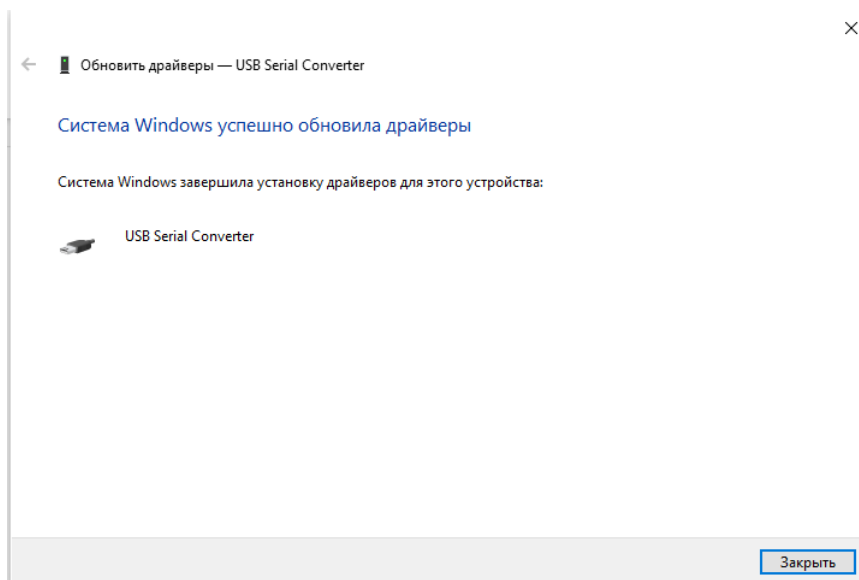 Обновить драйверы — USB Serial Converter
Система Windows успешно обновила драйверы
Система Windows завершила установку драйверов для этого устройства:
USB Serial Converter
Закрыть